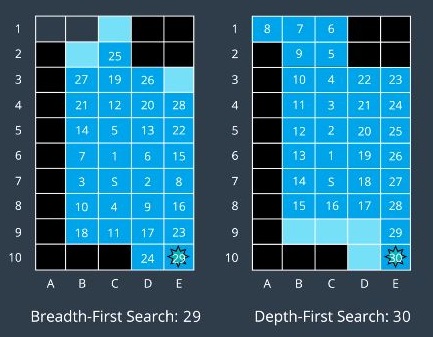 1 1 8 7 6
2 25 2 9 5
3 27 19 26 3 10 4 22 23
4 21 12 20 28 4 11 3 21 24
5 14 5 13 22 5 12 2 20 25
6 7 1 6 15 6 13 1 19 26
7 3 S 2 8 7 14 S 18 27
8 10 4 9 16 8 15 16 17 28
9 18 11 17 23 9 29
10 24 29 10 30
A B C D E A B C D E
Breadth-First Search: 29 Depth-First Search: 30